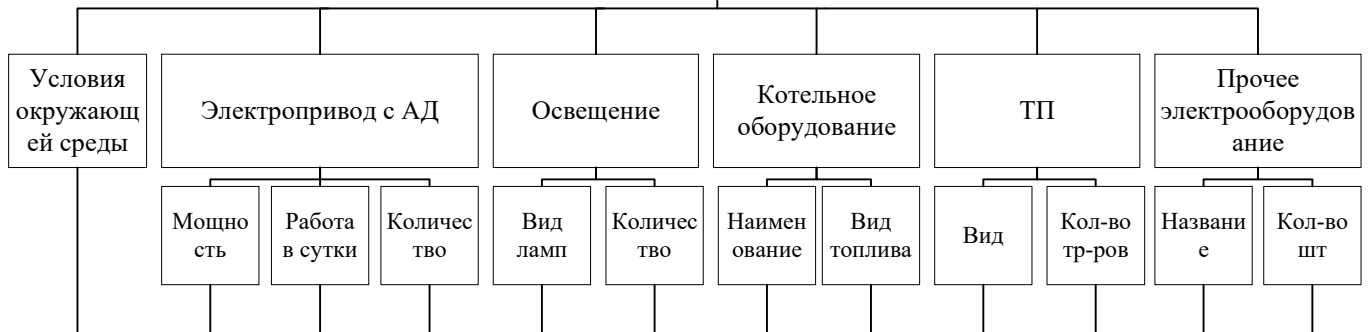 Условия
окружающ
ей среды
Электропривод с АД
Освещение
Котельное
оборудование
ТП
Прочее
электрооборудов
ание
Мощно
сть
Работа
в сутки
Количес
тво
Вид
ламп
Количес
тво
Наимен
ование
Вид
топлива
Вид
Кол-во
тр-ров
Названи
е
Кол-во
шт